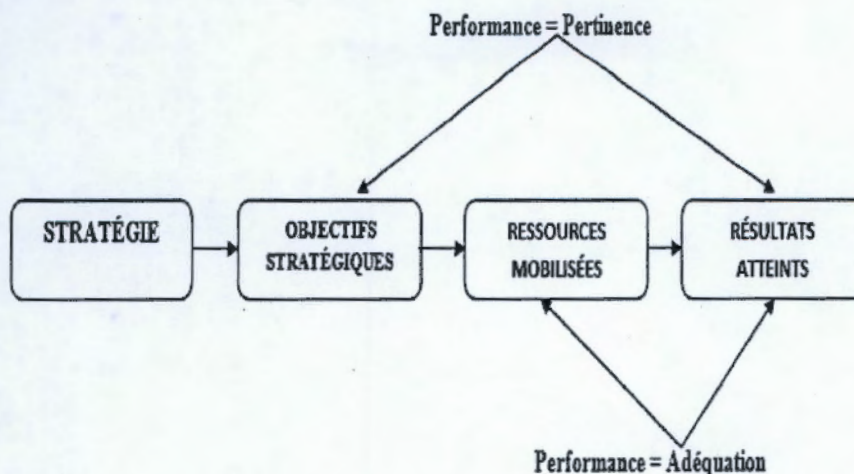 Performance = Pertinence
STRATÉGIE
OBJECTIFS
STRATÉGIQUES
RESSOURCES
MOBILISÉES
RÉSULTATS
ATTEINTS
Performance = Adéquation